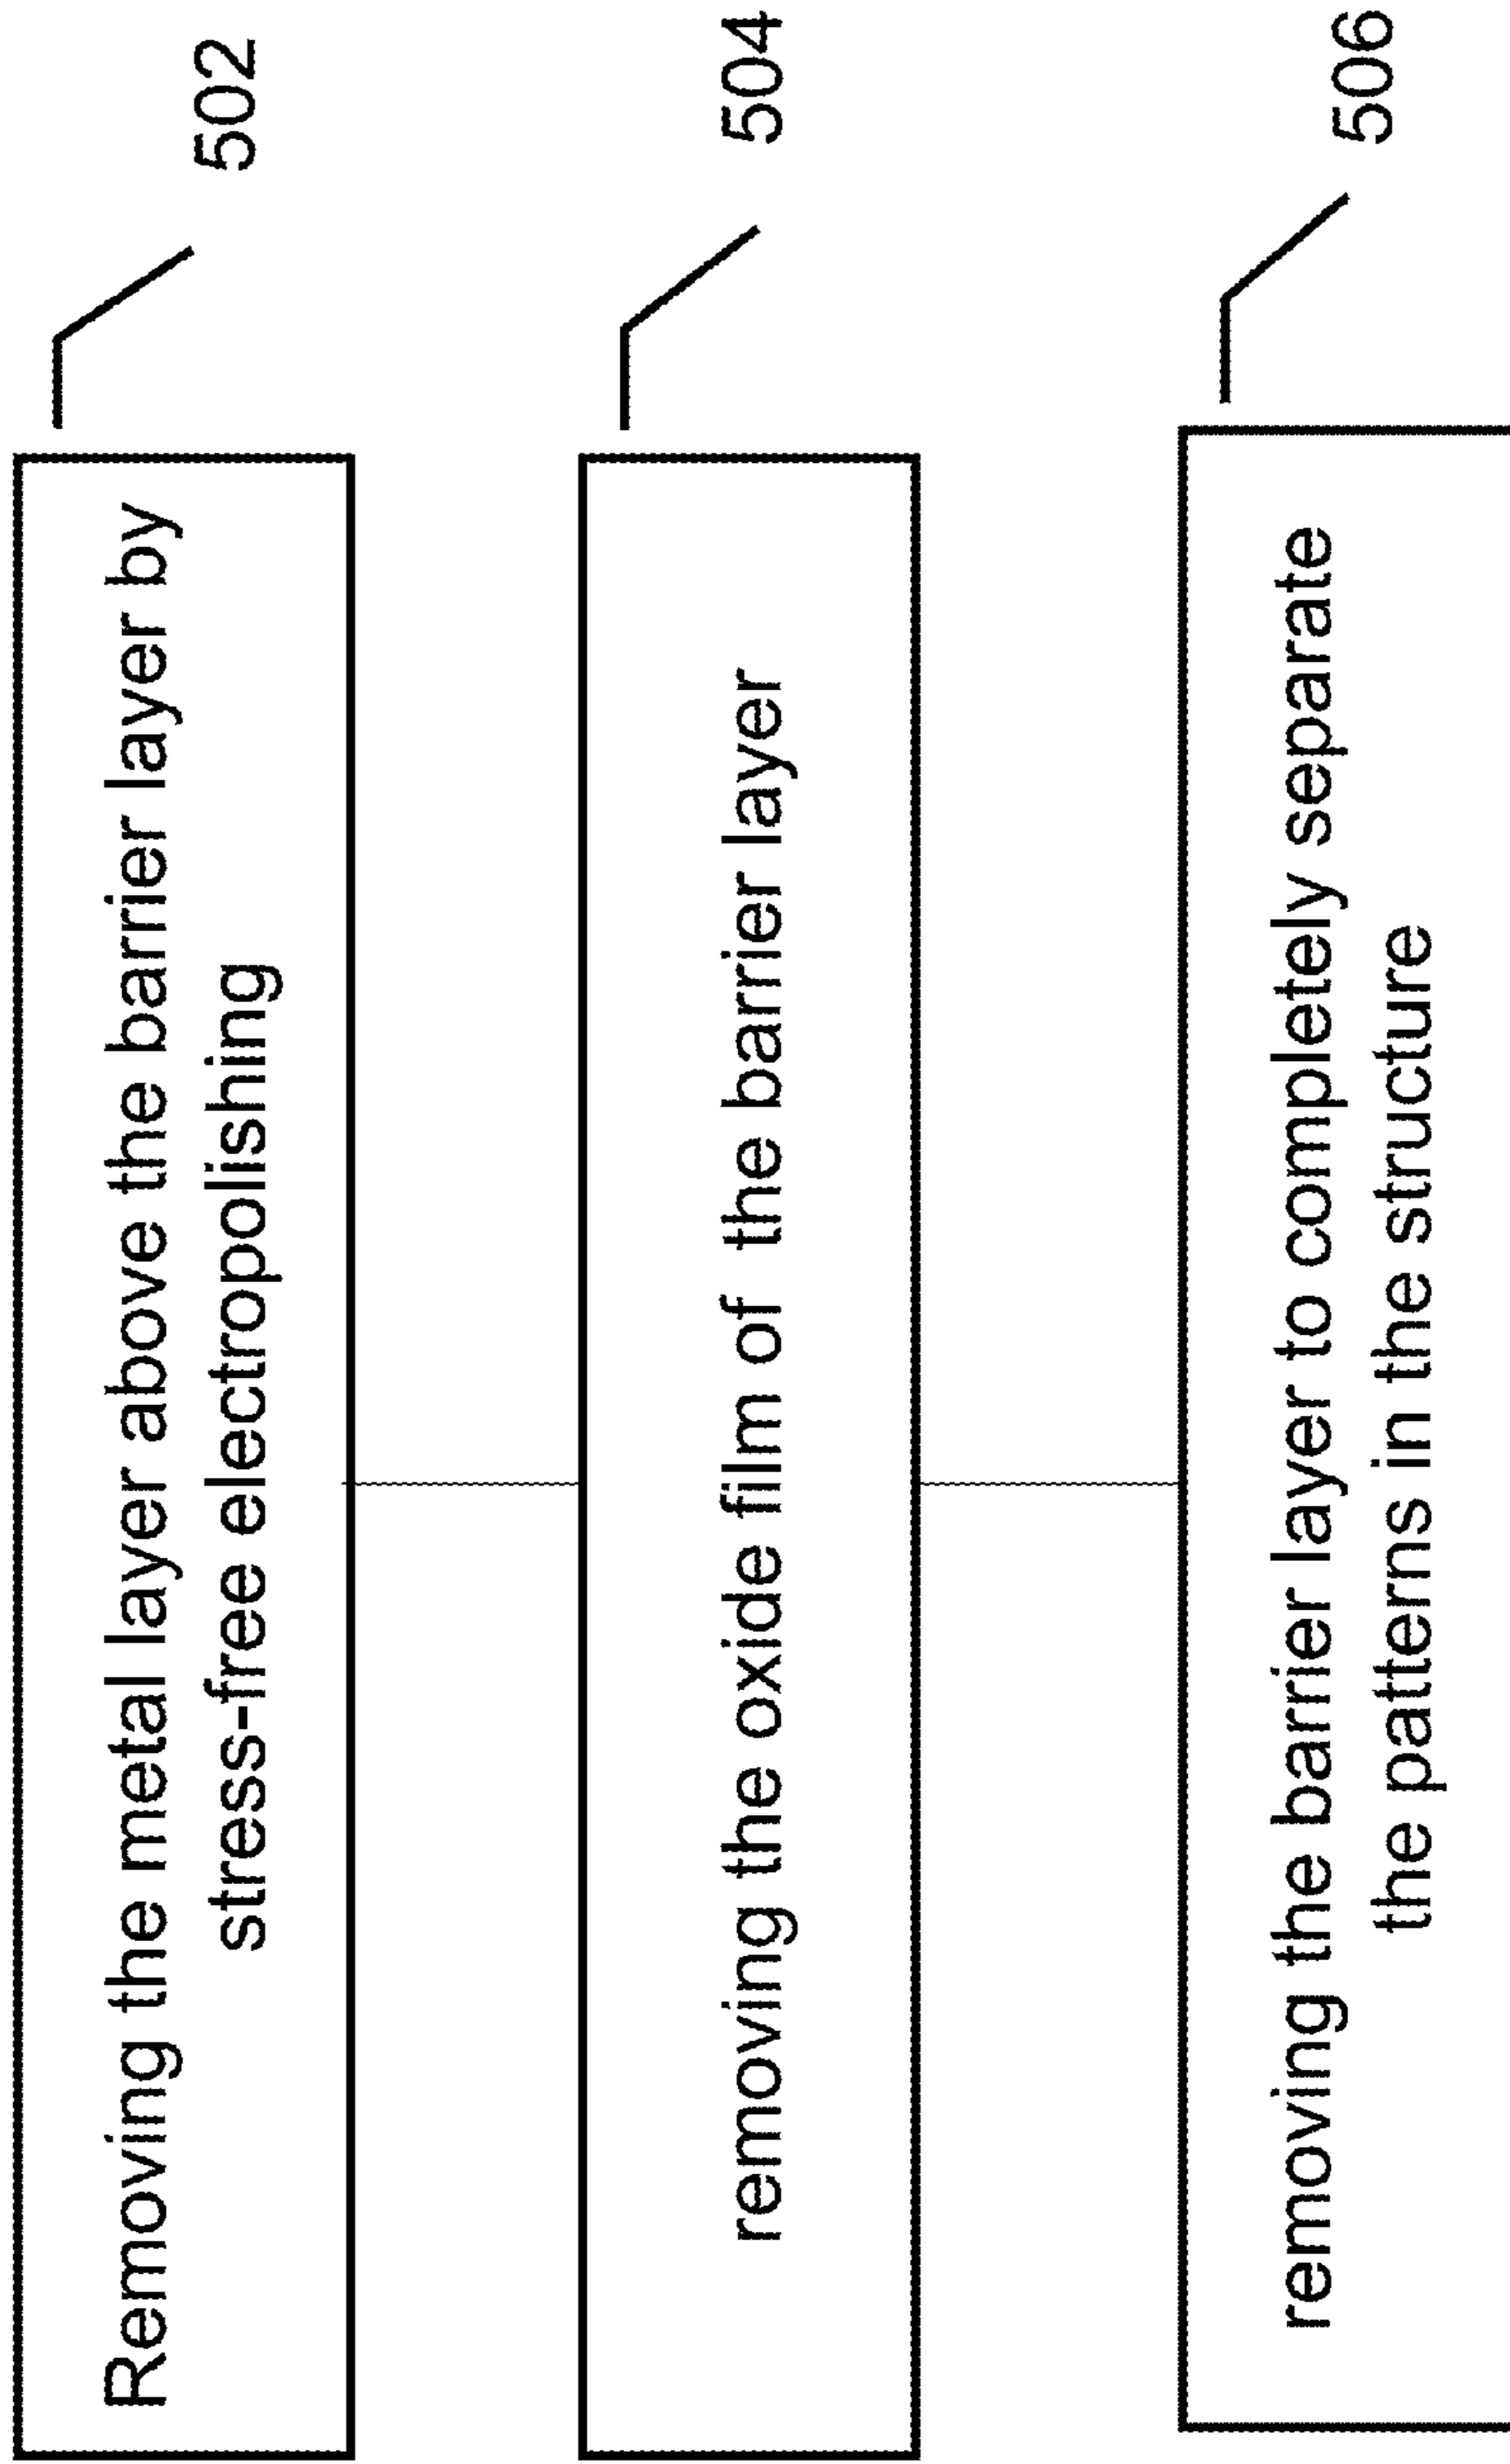 Removing the metal layer above the barrier layer by
stress-free electropolishing
502
removing the oxide film of the barrier layer
504
removing the barrier layer to completely separate
the patterns in the structure
506